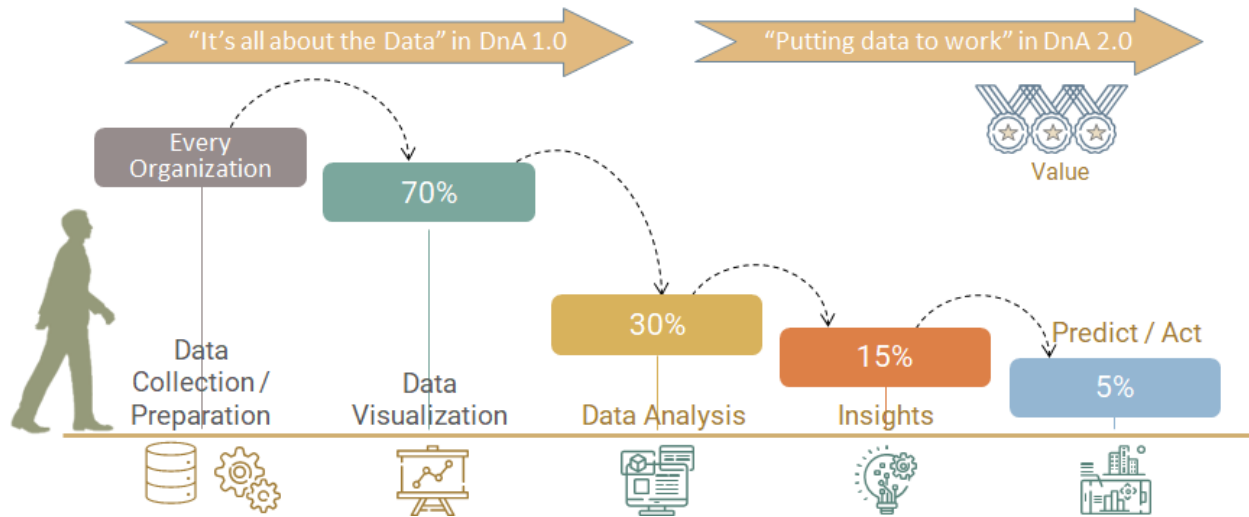 “It’s all about the Data” in DnA 1.0
“Putting data to work” in DnA 2.0
Value
Every
Organization
70%
30%
15%
5%
Predict / Act
Data
Collection /
Preparation
Data
Visualization
Data Analysis
Insights